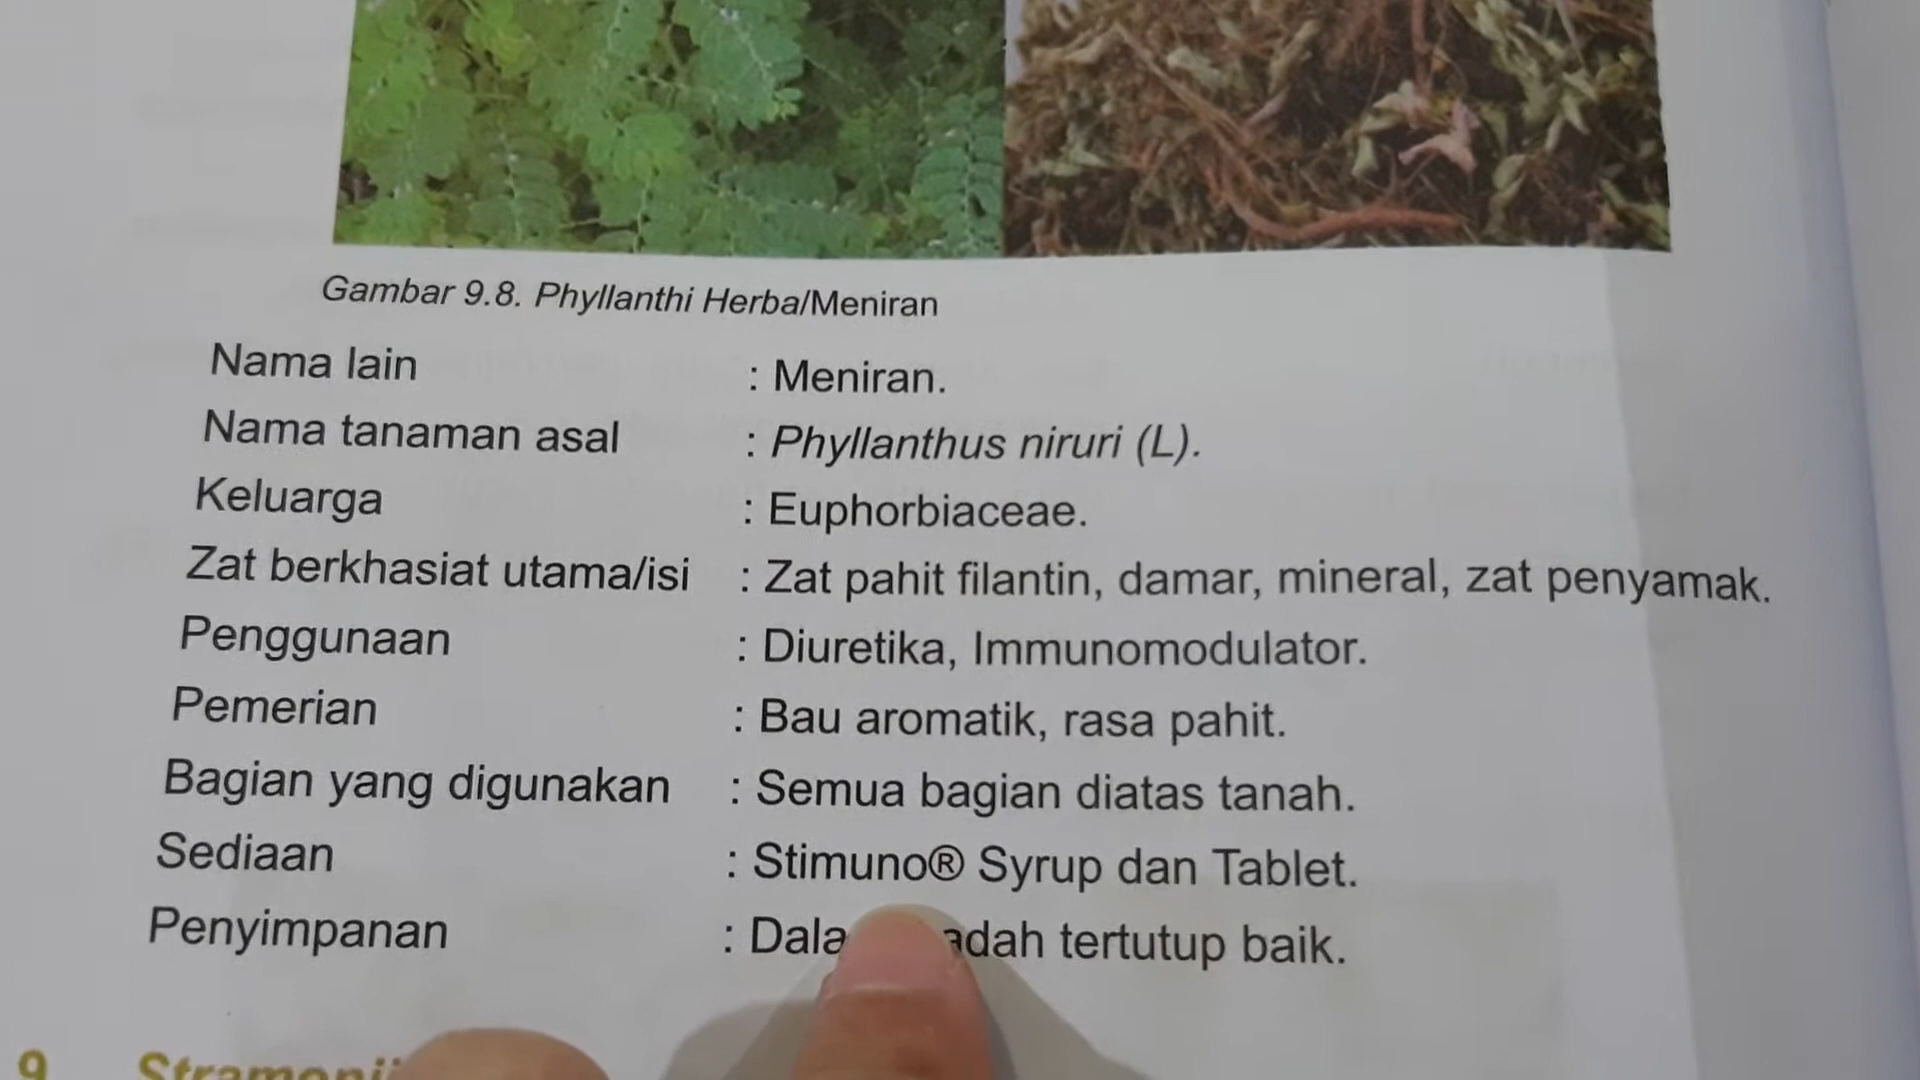 Gambar 9.8. Phyllanthi Herba/Meniran
Nama lain : Meniran.
Nama tanaman asal : Phyllanthus niruri (L).
Keluarga : Euphorbiaceae.
Zat berkhasiat utama/isi : Zat pahit filantin, damar, mineral, zat penyamak.
Penggunaan : Diuretika, Immunomodulator.
Pemerian : Bau aromatik, rasa pahit.
Bagian yang digunakan : Semua bagian diatas tanah.
Sediaan : Stimuno® Syrup dan Tablet.
Penyimpanan : tertutup baik.
9